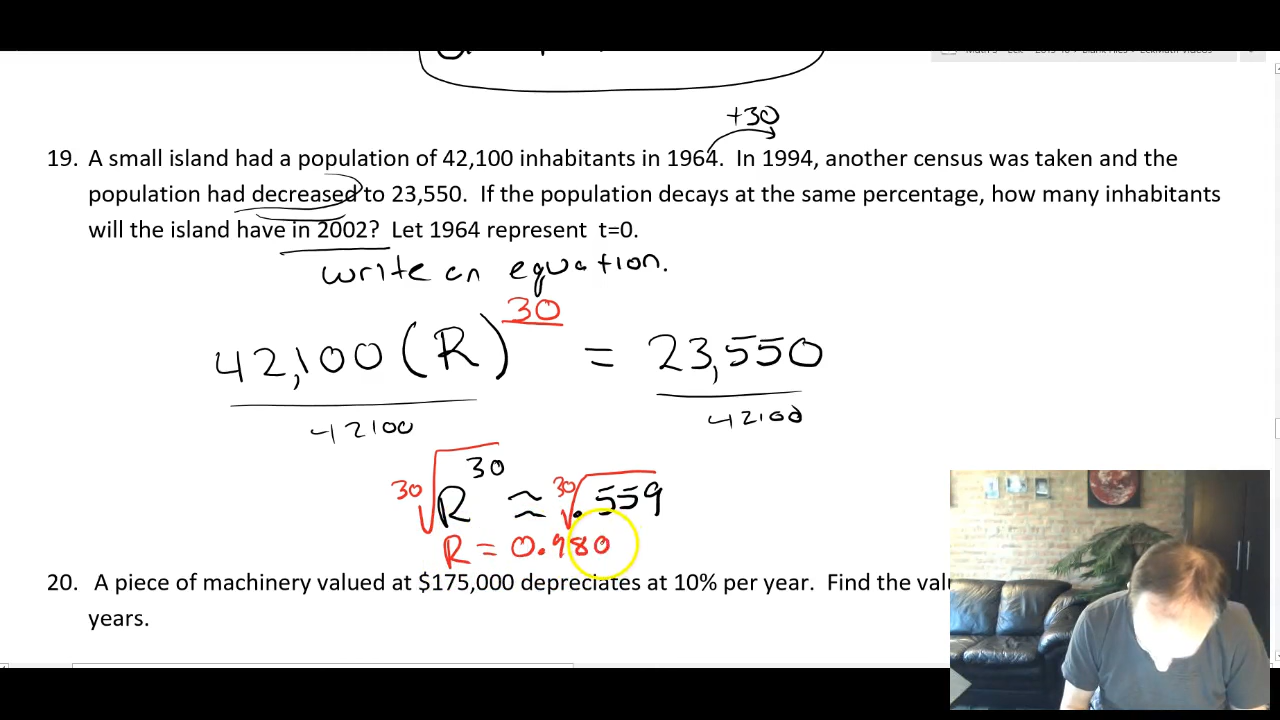 +30
19. A small island had a population of 42,100 inhabitants in 1964. In 1994, another census was taken and the
population had decreased to 23,550. If the population decays at the same percentage, how many inhabitants
will the island have in 2002? Let 1964 represent t=0.
write an equation.
30
42,100 (R) = 23,550
42100 42100
30√R^30 ≈ 30√.559
R = 0.980
20. A piece of machinery valued at $175,000 depreciates at 10% per year. Find the
years.